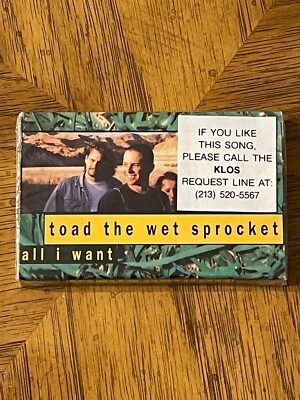 IF YOU LIKE
THIS SONG,
PLEASE CALL THE
KLOS
REQUEST LINE AT:
(213) 520-5567
toad the wet sprocket
all i want